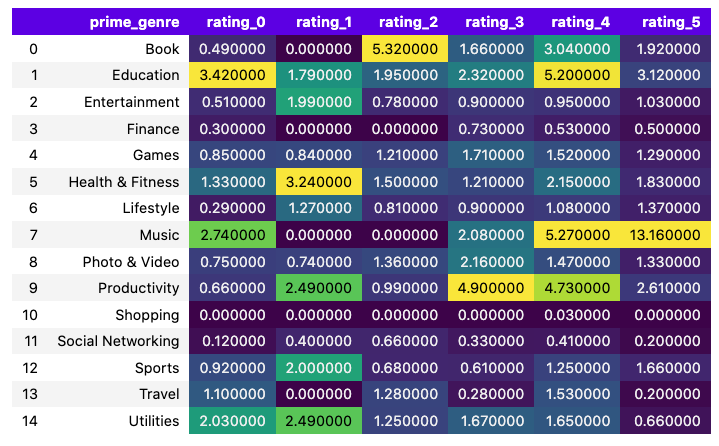 prime_genre rating_0 rating_1 rating_2 rating_3 rating_4 rating_5
0 Book 0.490000 0.000000 5.320000 1.660000 3.040000 1.920000
1 Education 3.420000 1.790000 1.950000 2.320000 5.200000 3.120000
2 Entertainment 0.510000 1.990000 0.780000 0.900000 0.950000 1.030000
3 Finance 0.300000 0.000000 0.000000 0.730000 0.530000 0.500000
4 Games 0.850000 0.840000 1.210000 1.710000 1.520000 1.290000
5 Health & Fitness 1.330000 3.240000 1.500000 1.210000 2.150000 1.830000
6 Lifestyle 0.290000 1.270000 0.810000 0.900000 1.080000 1.370000
7 Music 2.740000 0.000000 0.000000 2.080000 5.270000 13.160000
8 Photo & Video 0.750000 0.740000 1.360000 2.160000 1.470000 1.330000
9 Productivity 0.660000 2.490000 0.990000 4.900000 4.730000 2.610000
10 Shopping 0.000000 0.000000 0.000000 0.000000 0.030000 0.000000
11 Social Networking 0.120000 0.400000 0.660000 0.330000 0.410000 0.200000
12 Sports 0.920000 2.000000 0.680000 0.610000 1.250000 1.660000
13 Travel 1.100000 0.000000 1.280000 0.280000 1.530000 0.200000
14 Utilities 2.030000 2.490000 1.250000 1.670000 1.650000 0.660000